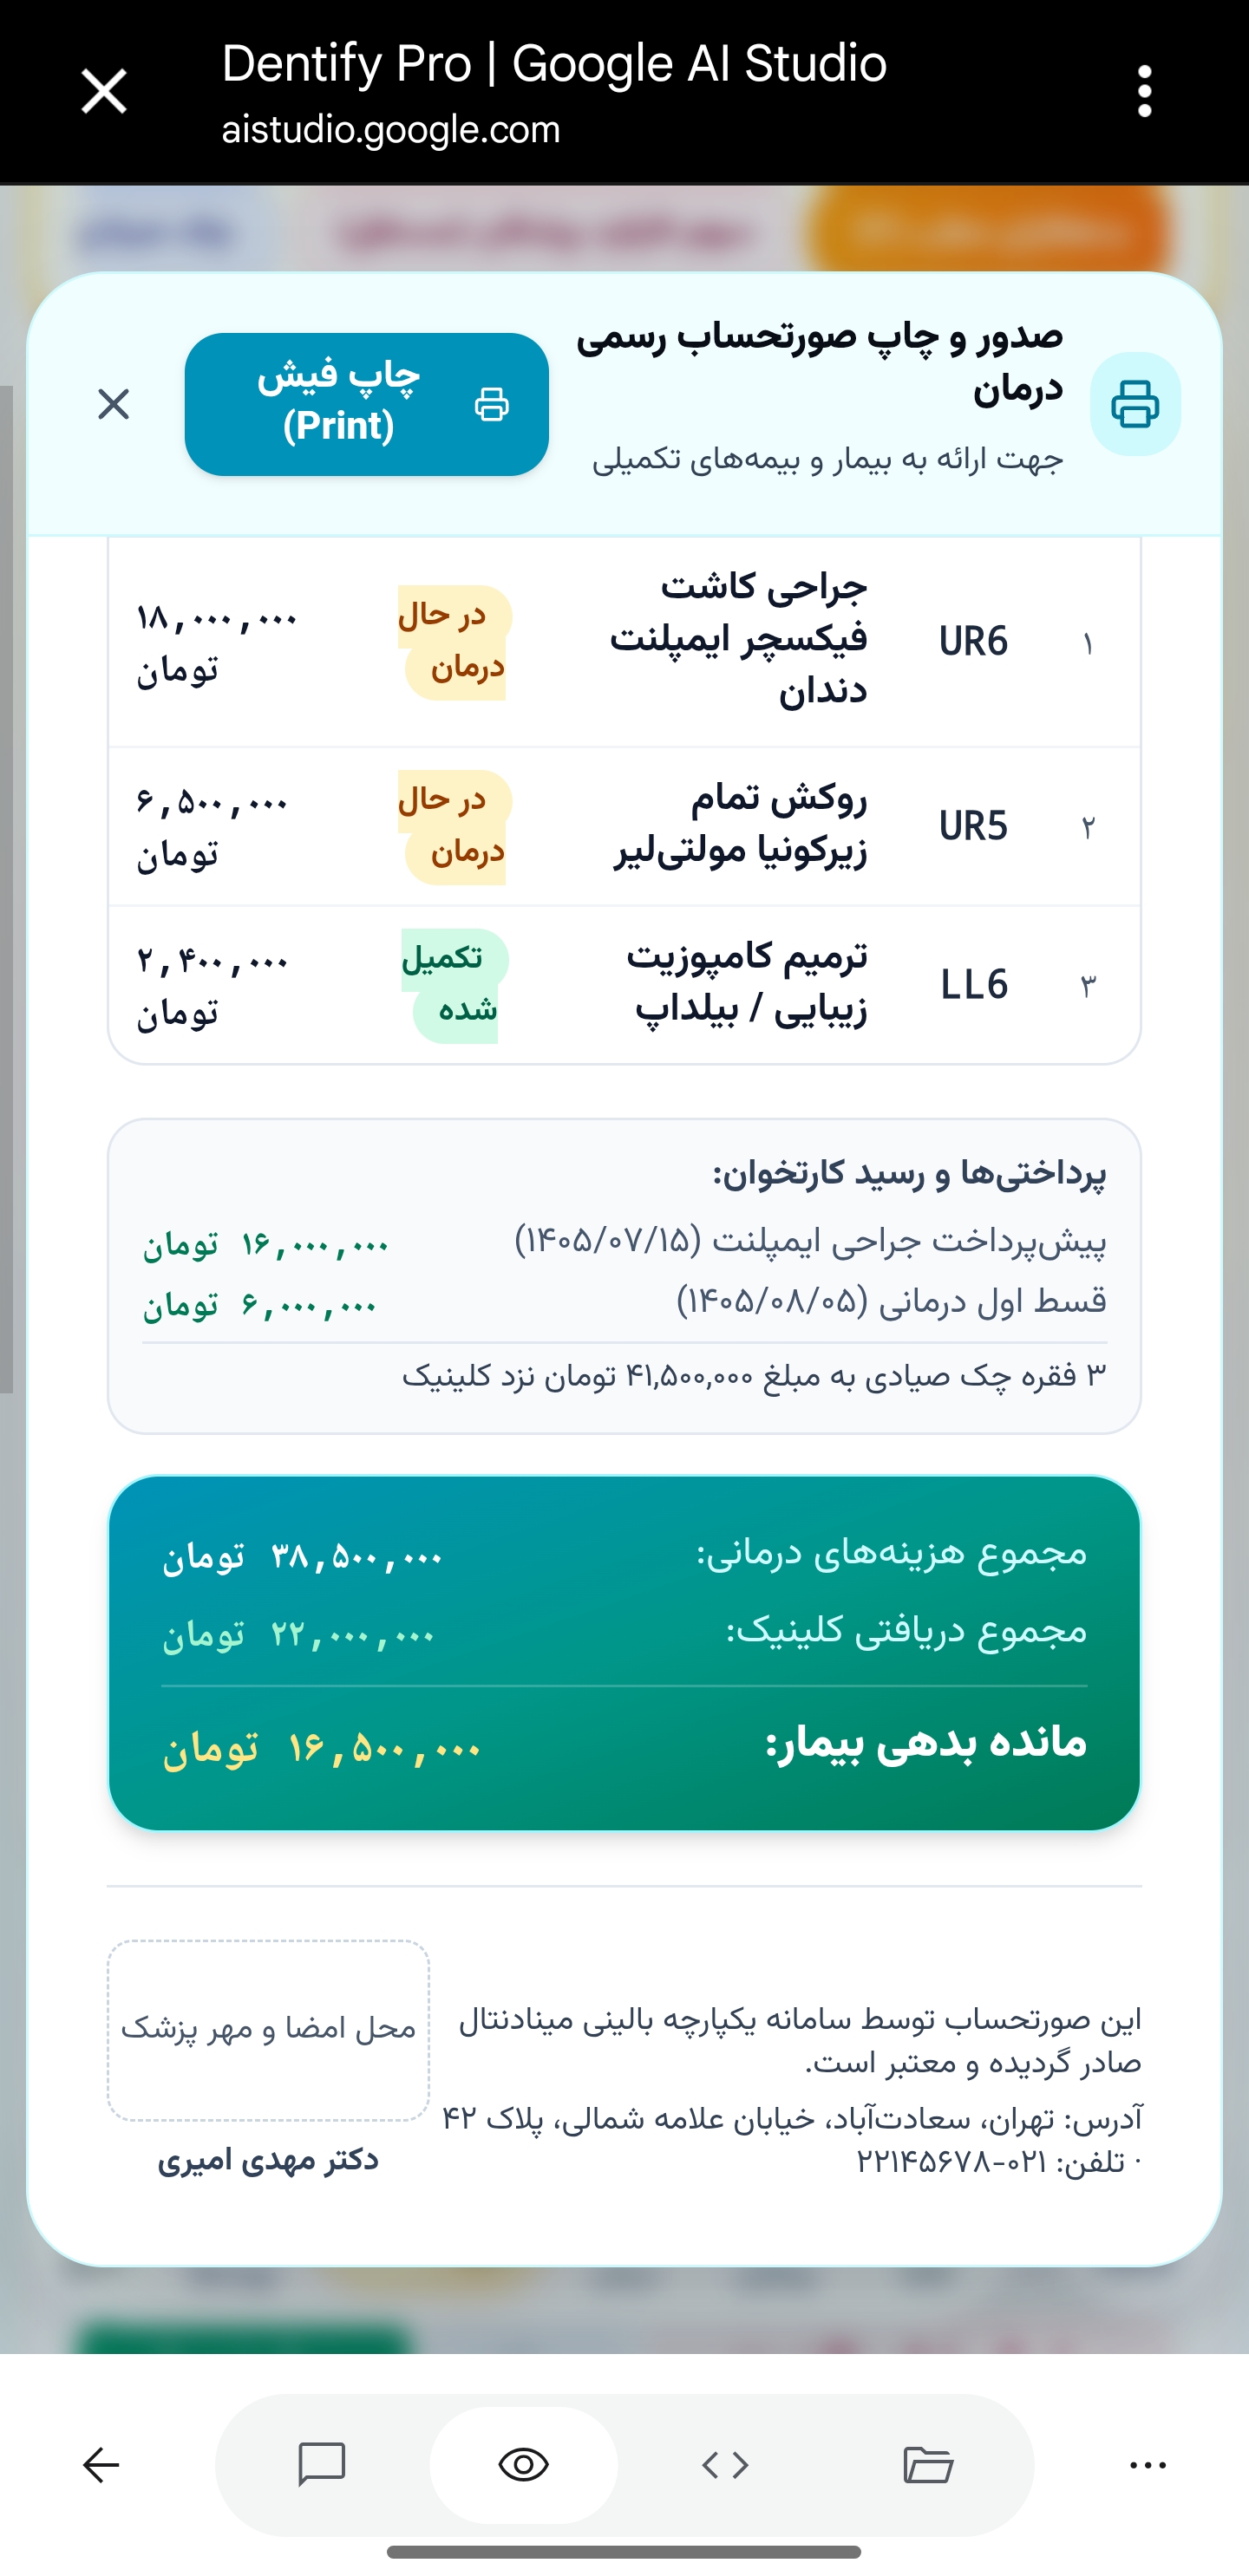 Dentify Pro | Google AI Studio
aistudio.google.com
صدور و چاپ صورتحساب رسمی
درمان
جهت ارائه به بیمار و بیمه‌های تکمیلی
چاپ فیش
(Print)
۱
UR6
جراحی کاشت
فیکسچر ایمپلنت
دندان
در حال
درمان
۱۸,۰۰۰,۰۰۰
تومان
۲
UR5
روکش تمام
زیرکونیا مولتی‌لیر
در حال
درمان
۶,۵۰۰,۰۰۰
تومان
۳
LL6
ترمیم کامپوزیت
زیبایی / بیلداپ
تکمیل
شده
۲,۴۰۰,۰۰۰
تومان
پرداختی‌ها و رسید کارتخوان:
پیش‌پرداخت جراحی ایمپلنت (۱۴۰۵/۰۷/۱۵) ۱۶,۰۰۰,۰۰۰ تومان
قسط اول درمانی (۱۴۰۵/۰۸/۰۵) ۶,۰۰۰,۰۰۰ تومان
۳ فقره چک صیادی به مبلغ ۴۱,۵۰۰,۰۰۰ تومان نزد کلینیک
مجموع هزینه‌های درمانی: ۳۸,۵۰۰,۰۰۰ تومان
مجموع دریافتی کلینیک: ۲۲,۰۰۰,۰۰۰ تومان
مانده بدهی بیمار: ۱۶,۵۰۰,۰۰۰ تومان
این صورتحساب توسط سامانه یکپارچه بالینی مینادنتال
صادر گردیده و معتبر است.
آدرس: تهران، سعادت‌آباد، خیابان علامه شمالی، پلاک ۴۲
· تلفن: ۰۲۱-۲۲۱۴۵۶۷۸
محل امضا و مهر پزشک
دکتر مهدی امیری